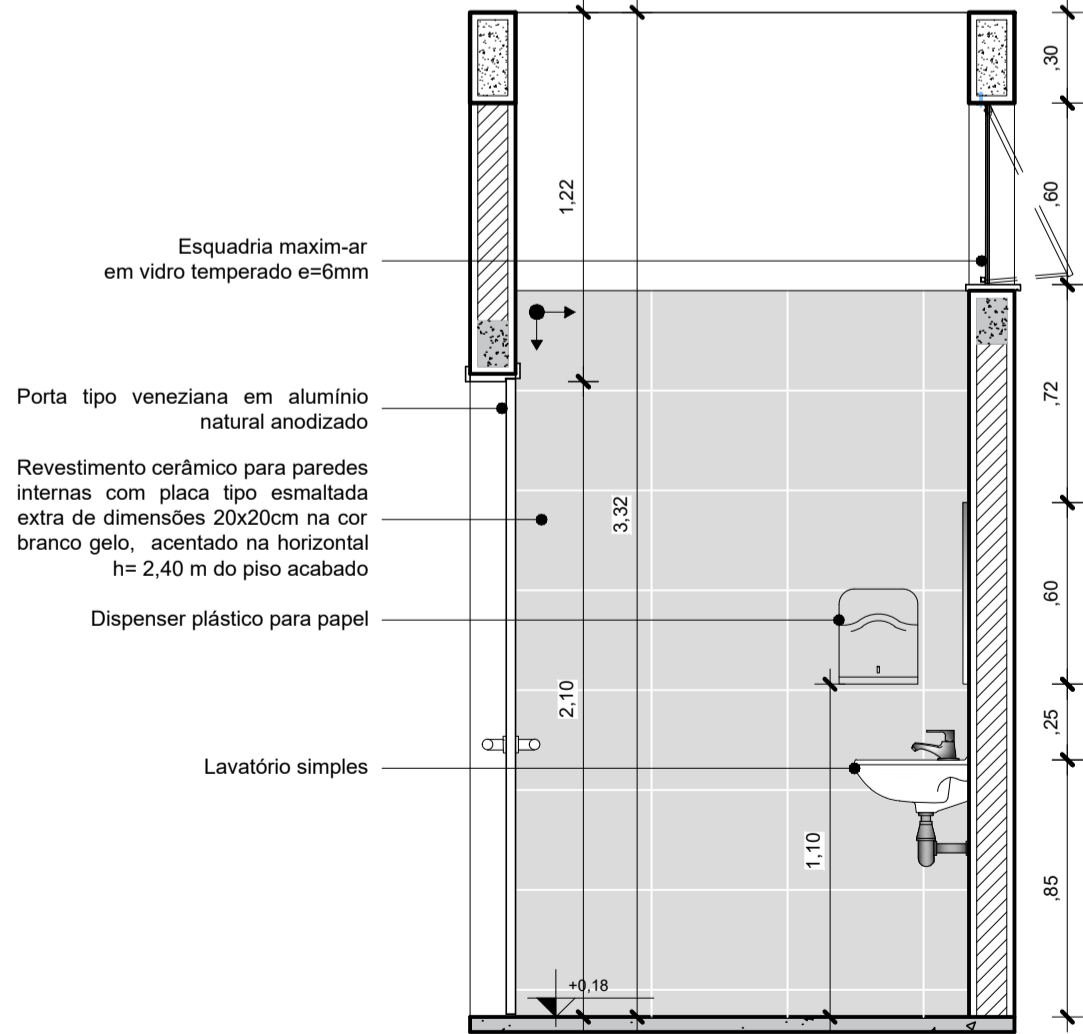 ,30
1,22
,60
Esquadria maxim-ar
em vidro temperado e=6mm
Porta tipo veneziana em alumínio
natural anodizado
,72
Revestimento cerâmico para paredes
internas com placa tipo esmaltada
extra de dimensões 20x20cm na cor
branco gelo, acentado na horizontal
h= 2,40 m do piso acabado
3,32
,60
Dispenser plástico para papel
2,10
,25
Lavatório simples
1,10
,85
+0,18